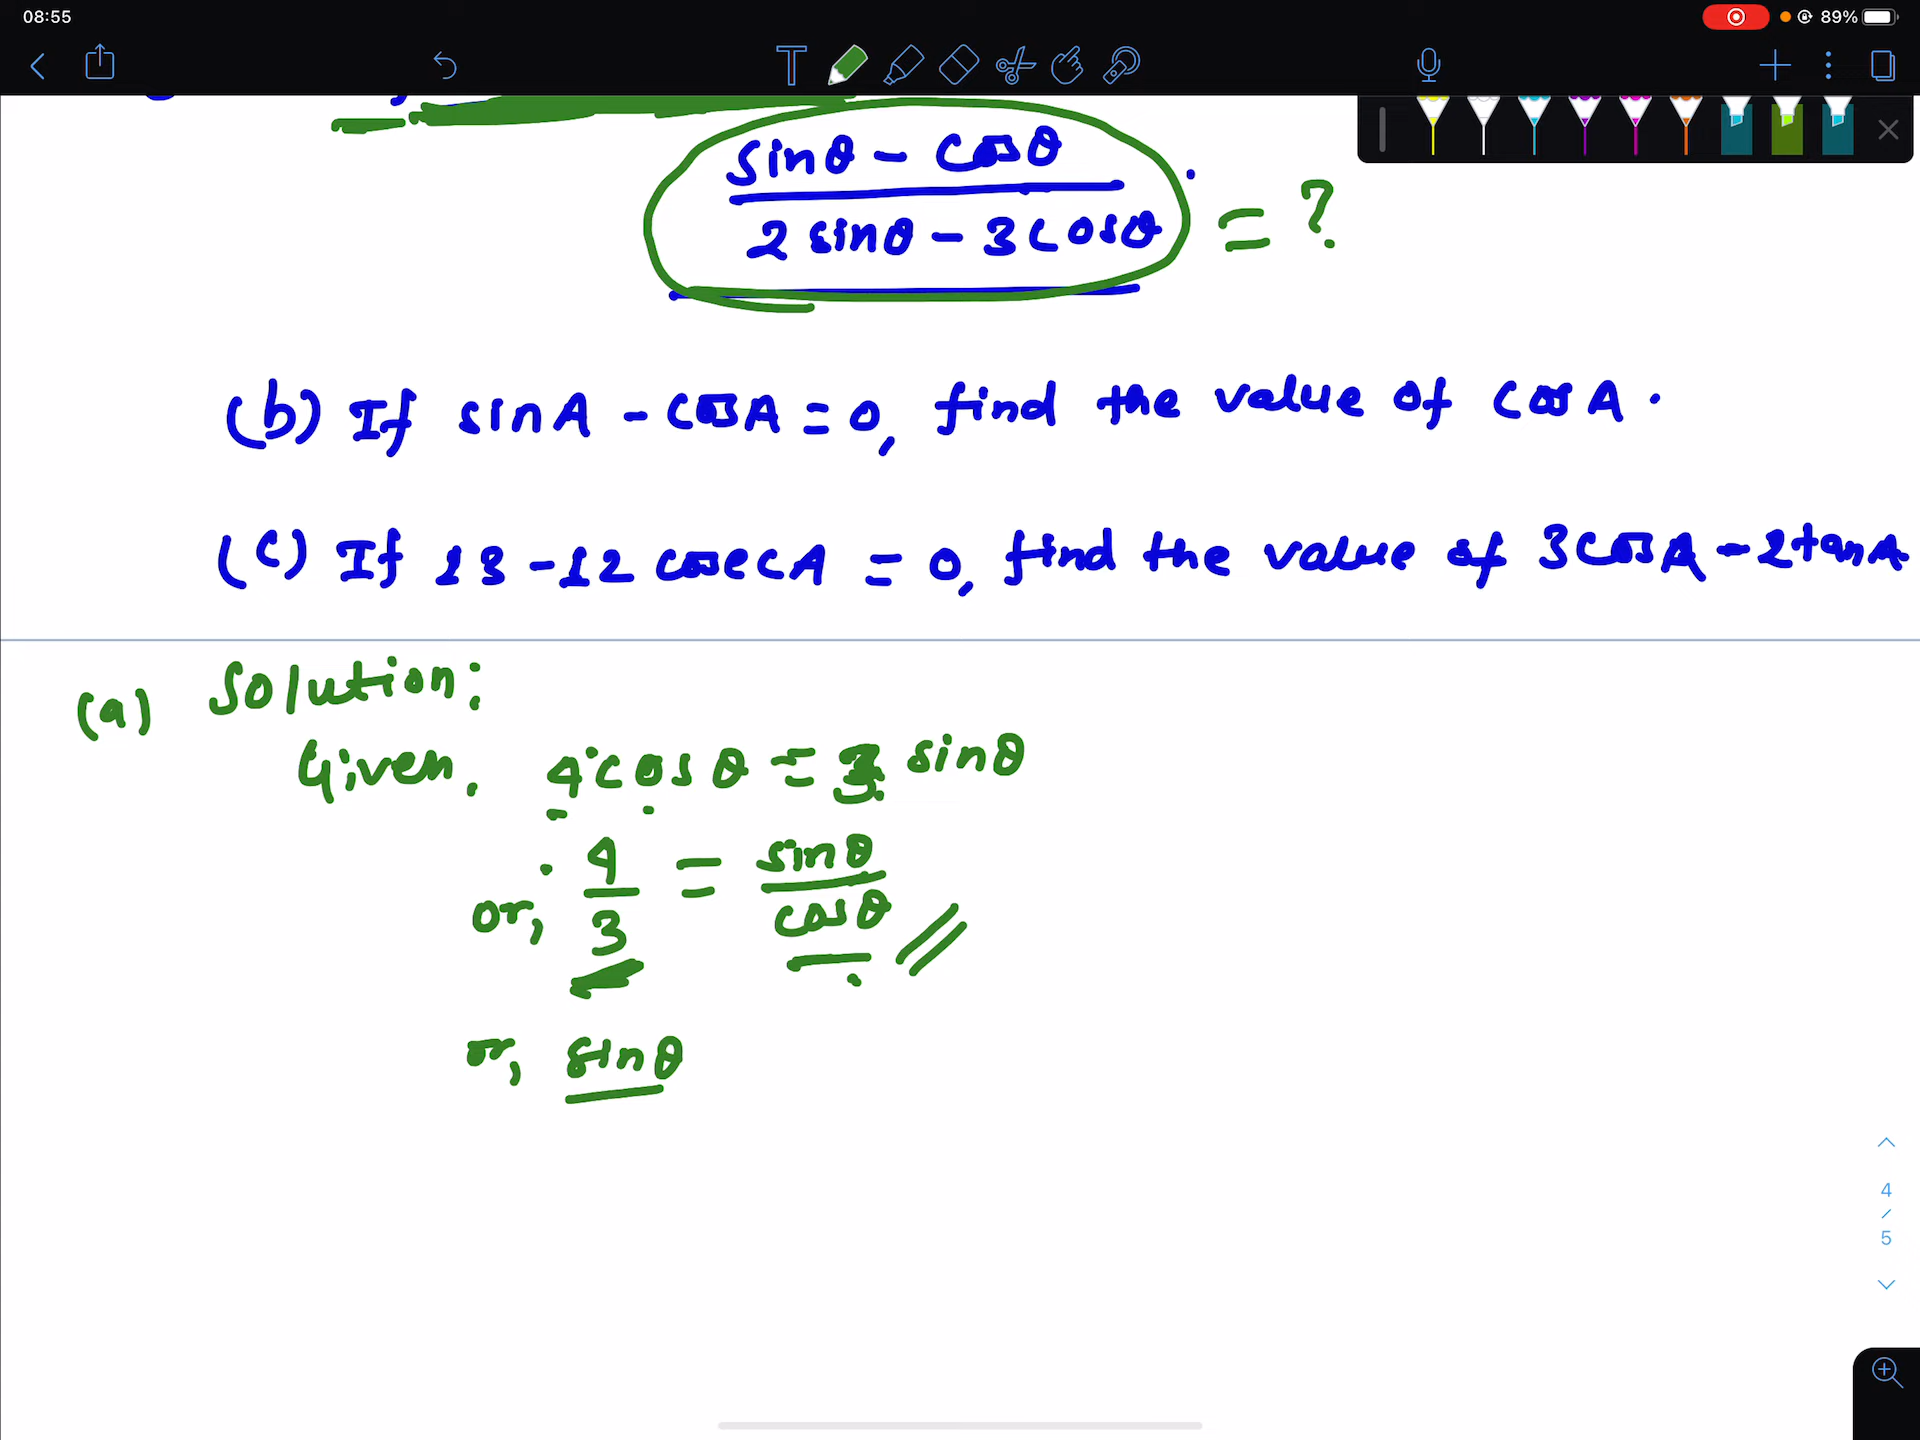 08:55
89%
sinθ - cosθ
2 sinθ - 3 cosθ
= ?
(b) If sinA - cosA = 0, find the value of cosA.
(c) If 13 - 12 cosecA = 0, find the value of 3cosA - 2tanA
(a) Solution:
Given, 4cosθ = 3 sinθ
or, 4/3 = sinθ/cosθ
or, sinθ
4
/
5